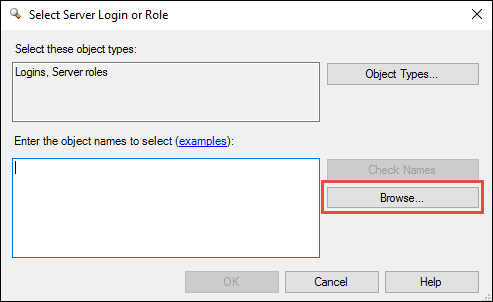 Select Server Login or Role
Select these object types:
Logins, Server roles
Object Types...
Enter the object names to select (examples):
Check Names
Browse...
OK
Cancel
Help